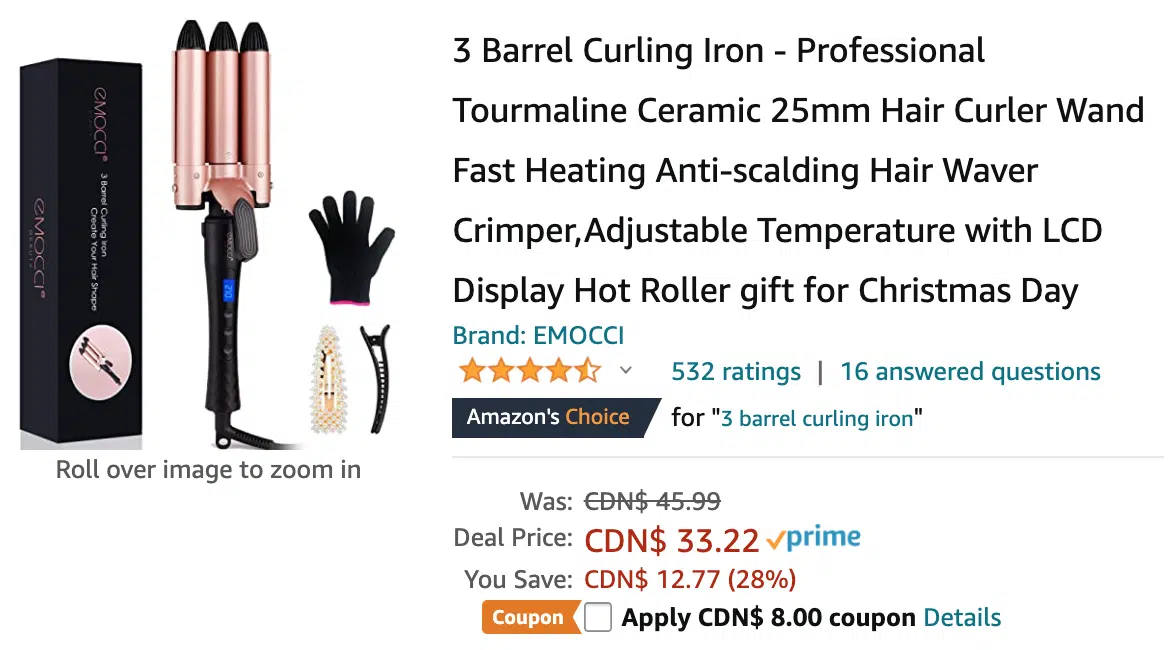 3 Barrel Curling Iron - Professional
Tourmaline Ceramic 25mm Hair Curler Wand
Fast Heating Anti-scalding Hair Waver
Crimper,Adjustable Temperature with LCD
Display Hot Roller gift for Christmas Day
Brand: EMOCCI
532 ratings | 16 answered questions
Amazon's Choice for "3 barrel curling iron"
Was: CDN$ 45.99
Deal Price: CDN$ 33.22 prime
You Save: CDN$ 12.77 (28%)
Coupon Apply CDN$ 8.00 coupon Details
EMOCCI®
3 Barrel Curling Iron
Create Your Hair Shape
EMOCCI®
BEAUTY
EMOCCI
210
Roll over image to zoom in